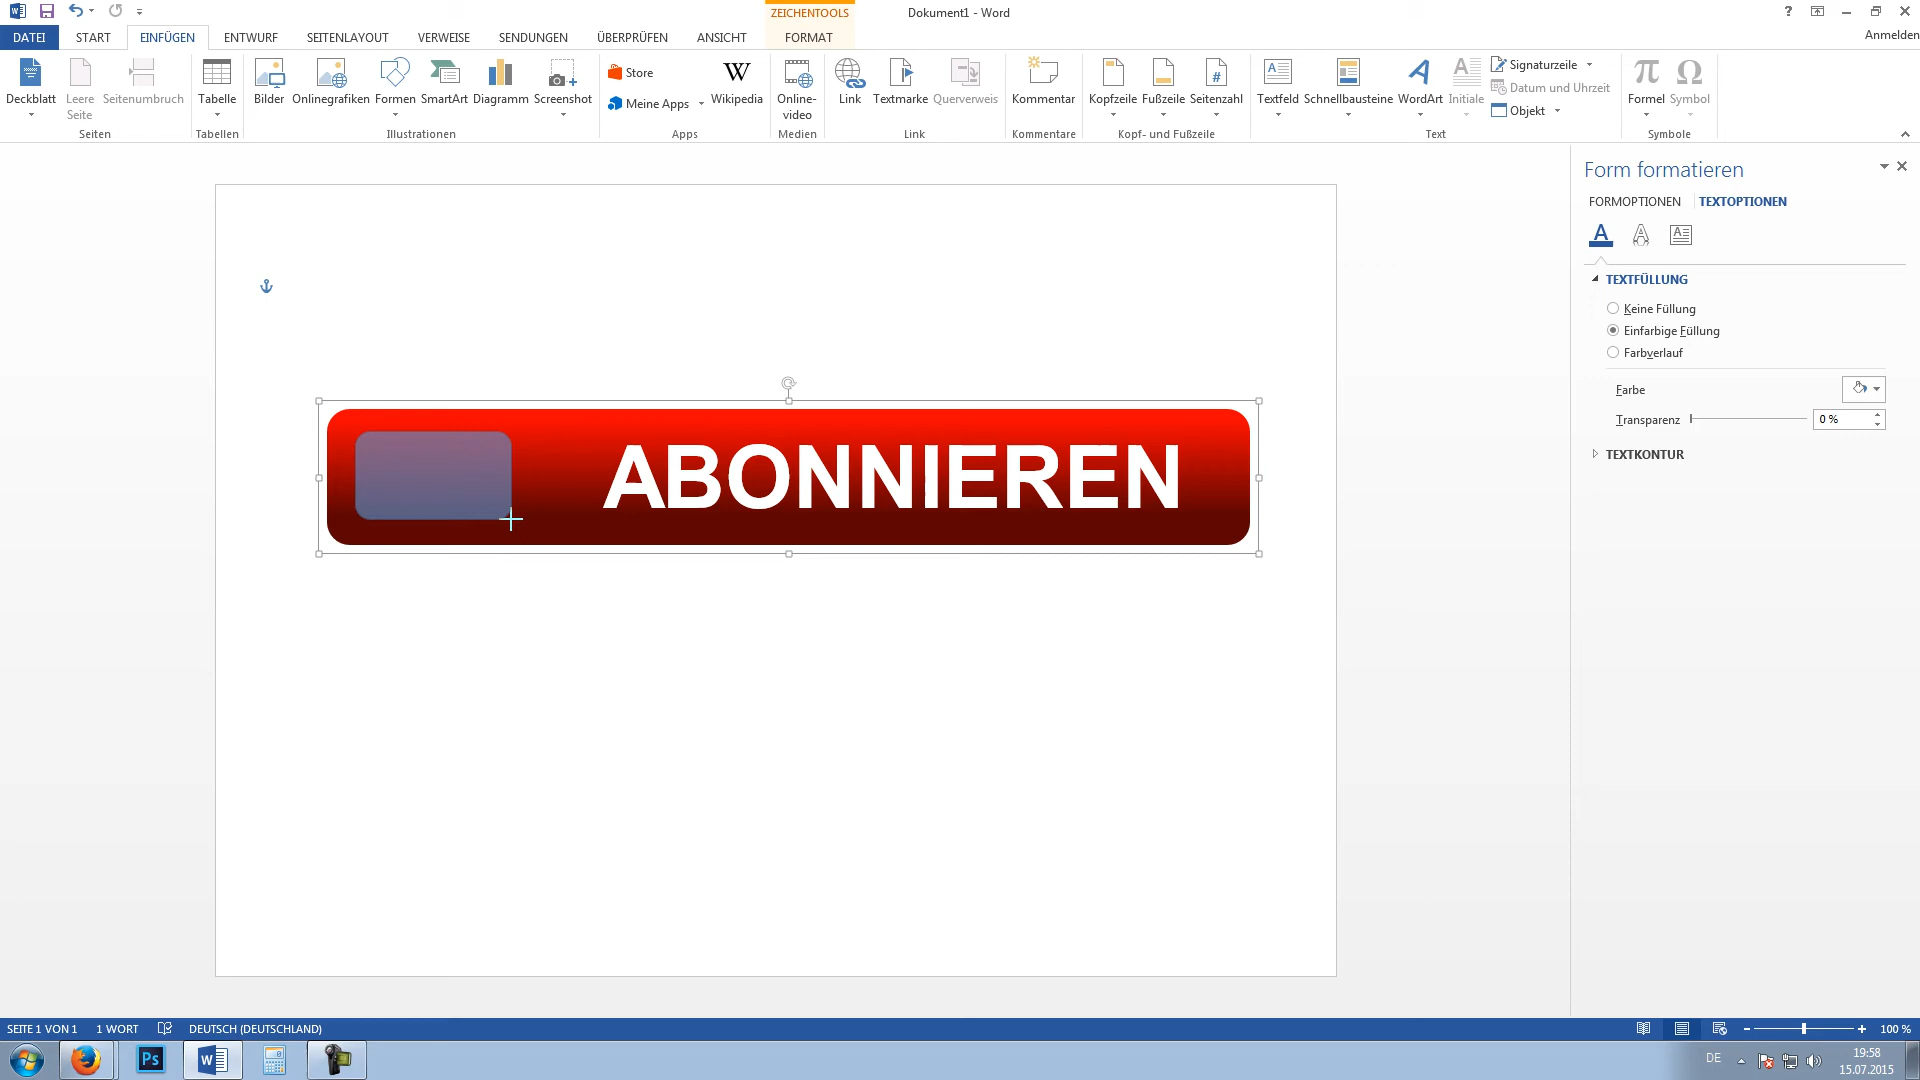 ZEICHENTOOLS
Dokument1 - Word
?
Anmelden
DATEI START EINFÜGEN ENTWURF SEITENLAYOUT VERWEISE SENDUNGEN ÜBERPRÜFEN ANSICHT FORMAT
Deckblatt
Leere Seite
Seitenumbruch
Seiten
Tabelle
Tabellen
Bilder
Onlinegrafiken
Formen
SmartArt
Diagramm
Screenshot
Illustrationen
Store
Meine Apps
W
Wikipedia
Apps
Online-
video
Medien
Link
Textmarke
Querverweis
Link
Kommentar
Kommentare
Kopfzeile
Fußzeile
#
Seitenzahl
Kopf- und Fußzeile
A
Textfeld
Schnellbausteine
A
WordArt
A
Initiale
Signaturzeile
Datum und Uhrzeit
Objekt
Text
π
Formel
Ω
Symbol
Symbole
Form formatieren
FORMOPTIONEN TEXTOPTIONEN
A A A
TEXTFÜLLUNG
Keine Füllung
Einfarbige Füllung
Farbverlauf
Farbe
Transparenz 0 %
TEXTKONTUR
ABONNIEREN
SEITE 1 VON 1 1 WORT DEUTSCH (DEUTSCHLAND)
100 %
Ps
W
DE
19:58
15.07.2015